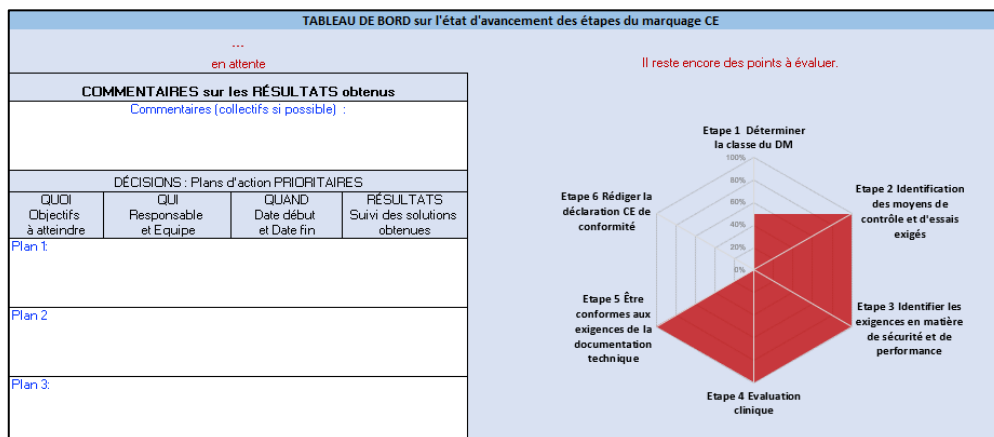 TABLEAU DE BORD sur l'état d'avancement des étapes du marquage CE
...
en attente
Il reste encore des points à évaluer.
COMMENTAIRES sur les RÉSULTATS obtenus
Commentaires (collectifs si possible) :
DÉCISIONS : Plans d'action PRIORITAIRES
QUOI
Objectifs
à atteindre
QUI
Responsable
et Equipe
QUAND
Date début
et Date fin
RÉSULTATS
Suivi des solutions
obtenues
Plan 1:
Plan 2
Plan 3:
Etape 1 Déterminer
la classe du DM
100%
80%
60%
40%
20%
0%
Etape 2 Identification
des moyens de
contrôle et d'essais
exigés
Etape 3 Identifier les
exigences en matière
de sécurité et de
performance
Etape 4 Evaluation
clinique
Etape 5 Être
conformes aux
exigences de la
documentation
technique
Etape 6 Rédiger la
déclaration CE de
conformité